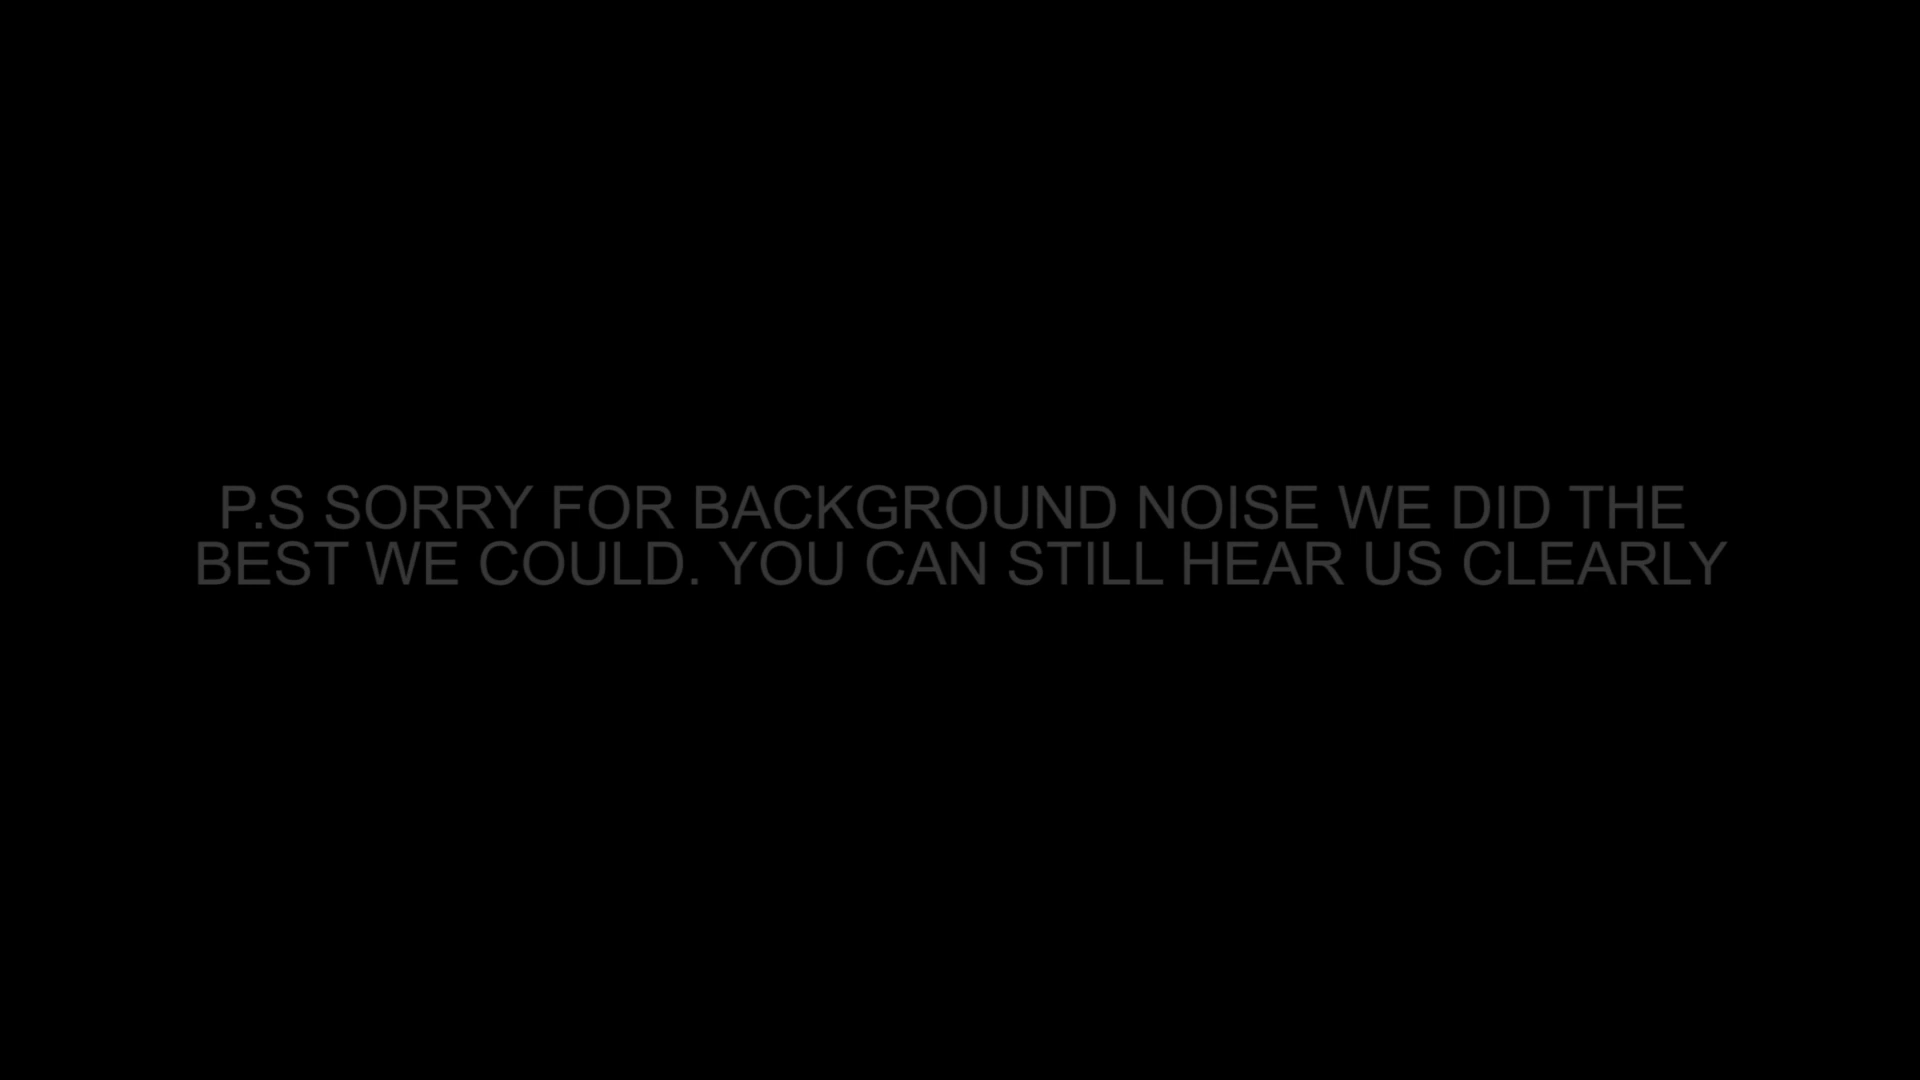 P.S SORRY FOR BACKGROUND NOISE WE DID THE
BEST WE COULD. YOU CAN STILL HEAR US CLEARLY